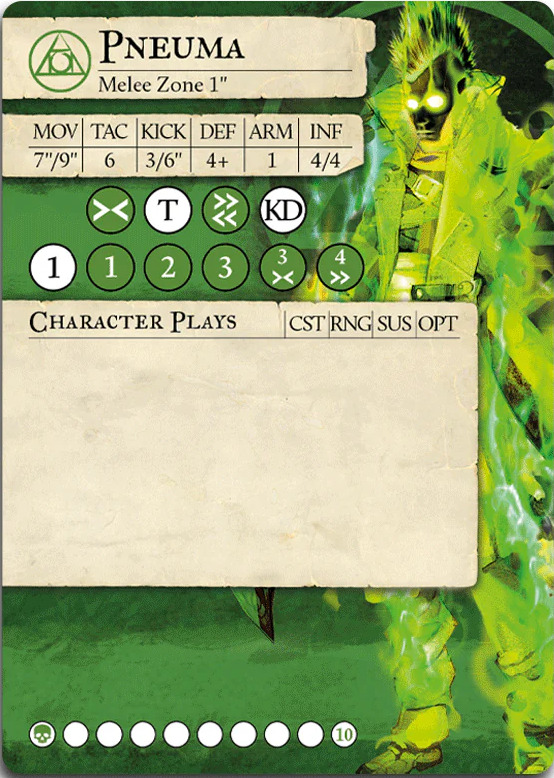 PNEUMA
Melee Zone 1"
MOV TAC KICK DEF ARM INF
7"/9" 6 3/6" 4+ 1 4/4
T KD
1 1 2 3 3 4
CHARACTER PLAYS CST RNG SUS OPT
10